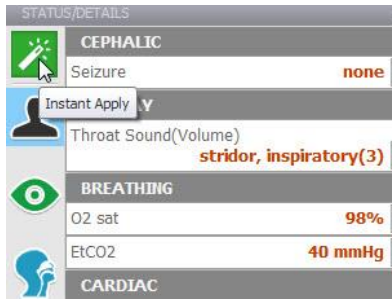 STATUS/DETAILS
CEPHALIC
Seizure none
Instant Apply
Y
Throat Sound(Volume)
stridor, inspiratory(3)
BREATHING
O2 sat 98%
EtCO2 40 mmHg
CARDIAC